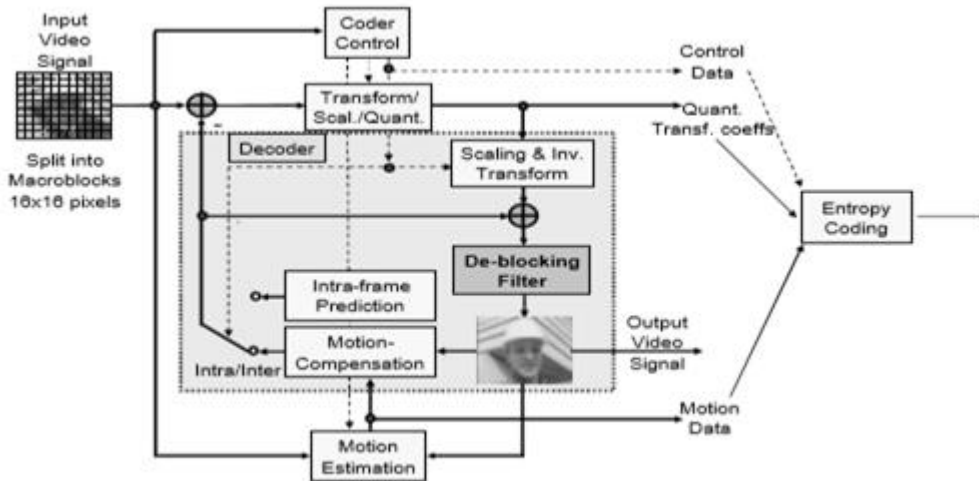 Input
Video
Signal
Split into
Macroblocks
16x16 pixels
Coder
Control
Transform/
Scal./Quant.
Decoder
Scaling & Inv.
Transform
De-blocking
Filter
Intra-frame
Prediction
Motion-
Compensation
Intra/Inter
Motion
Estimation
Control
Data
Quant.
Transf. coeffs
Entropy
Coding
Output
Video
Signal
Motion
Data